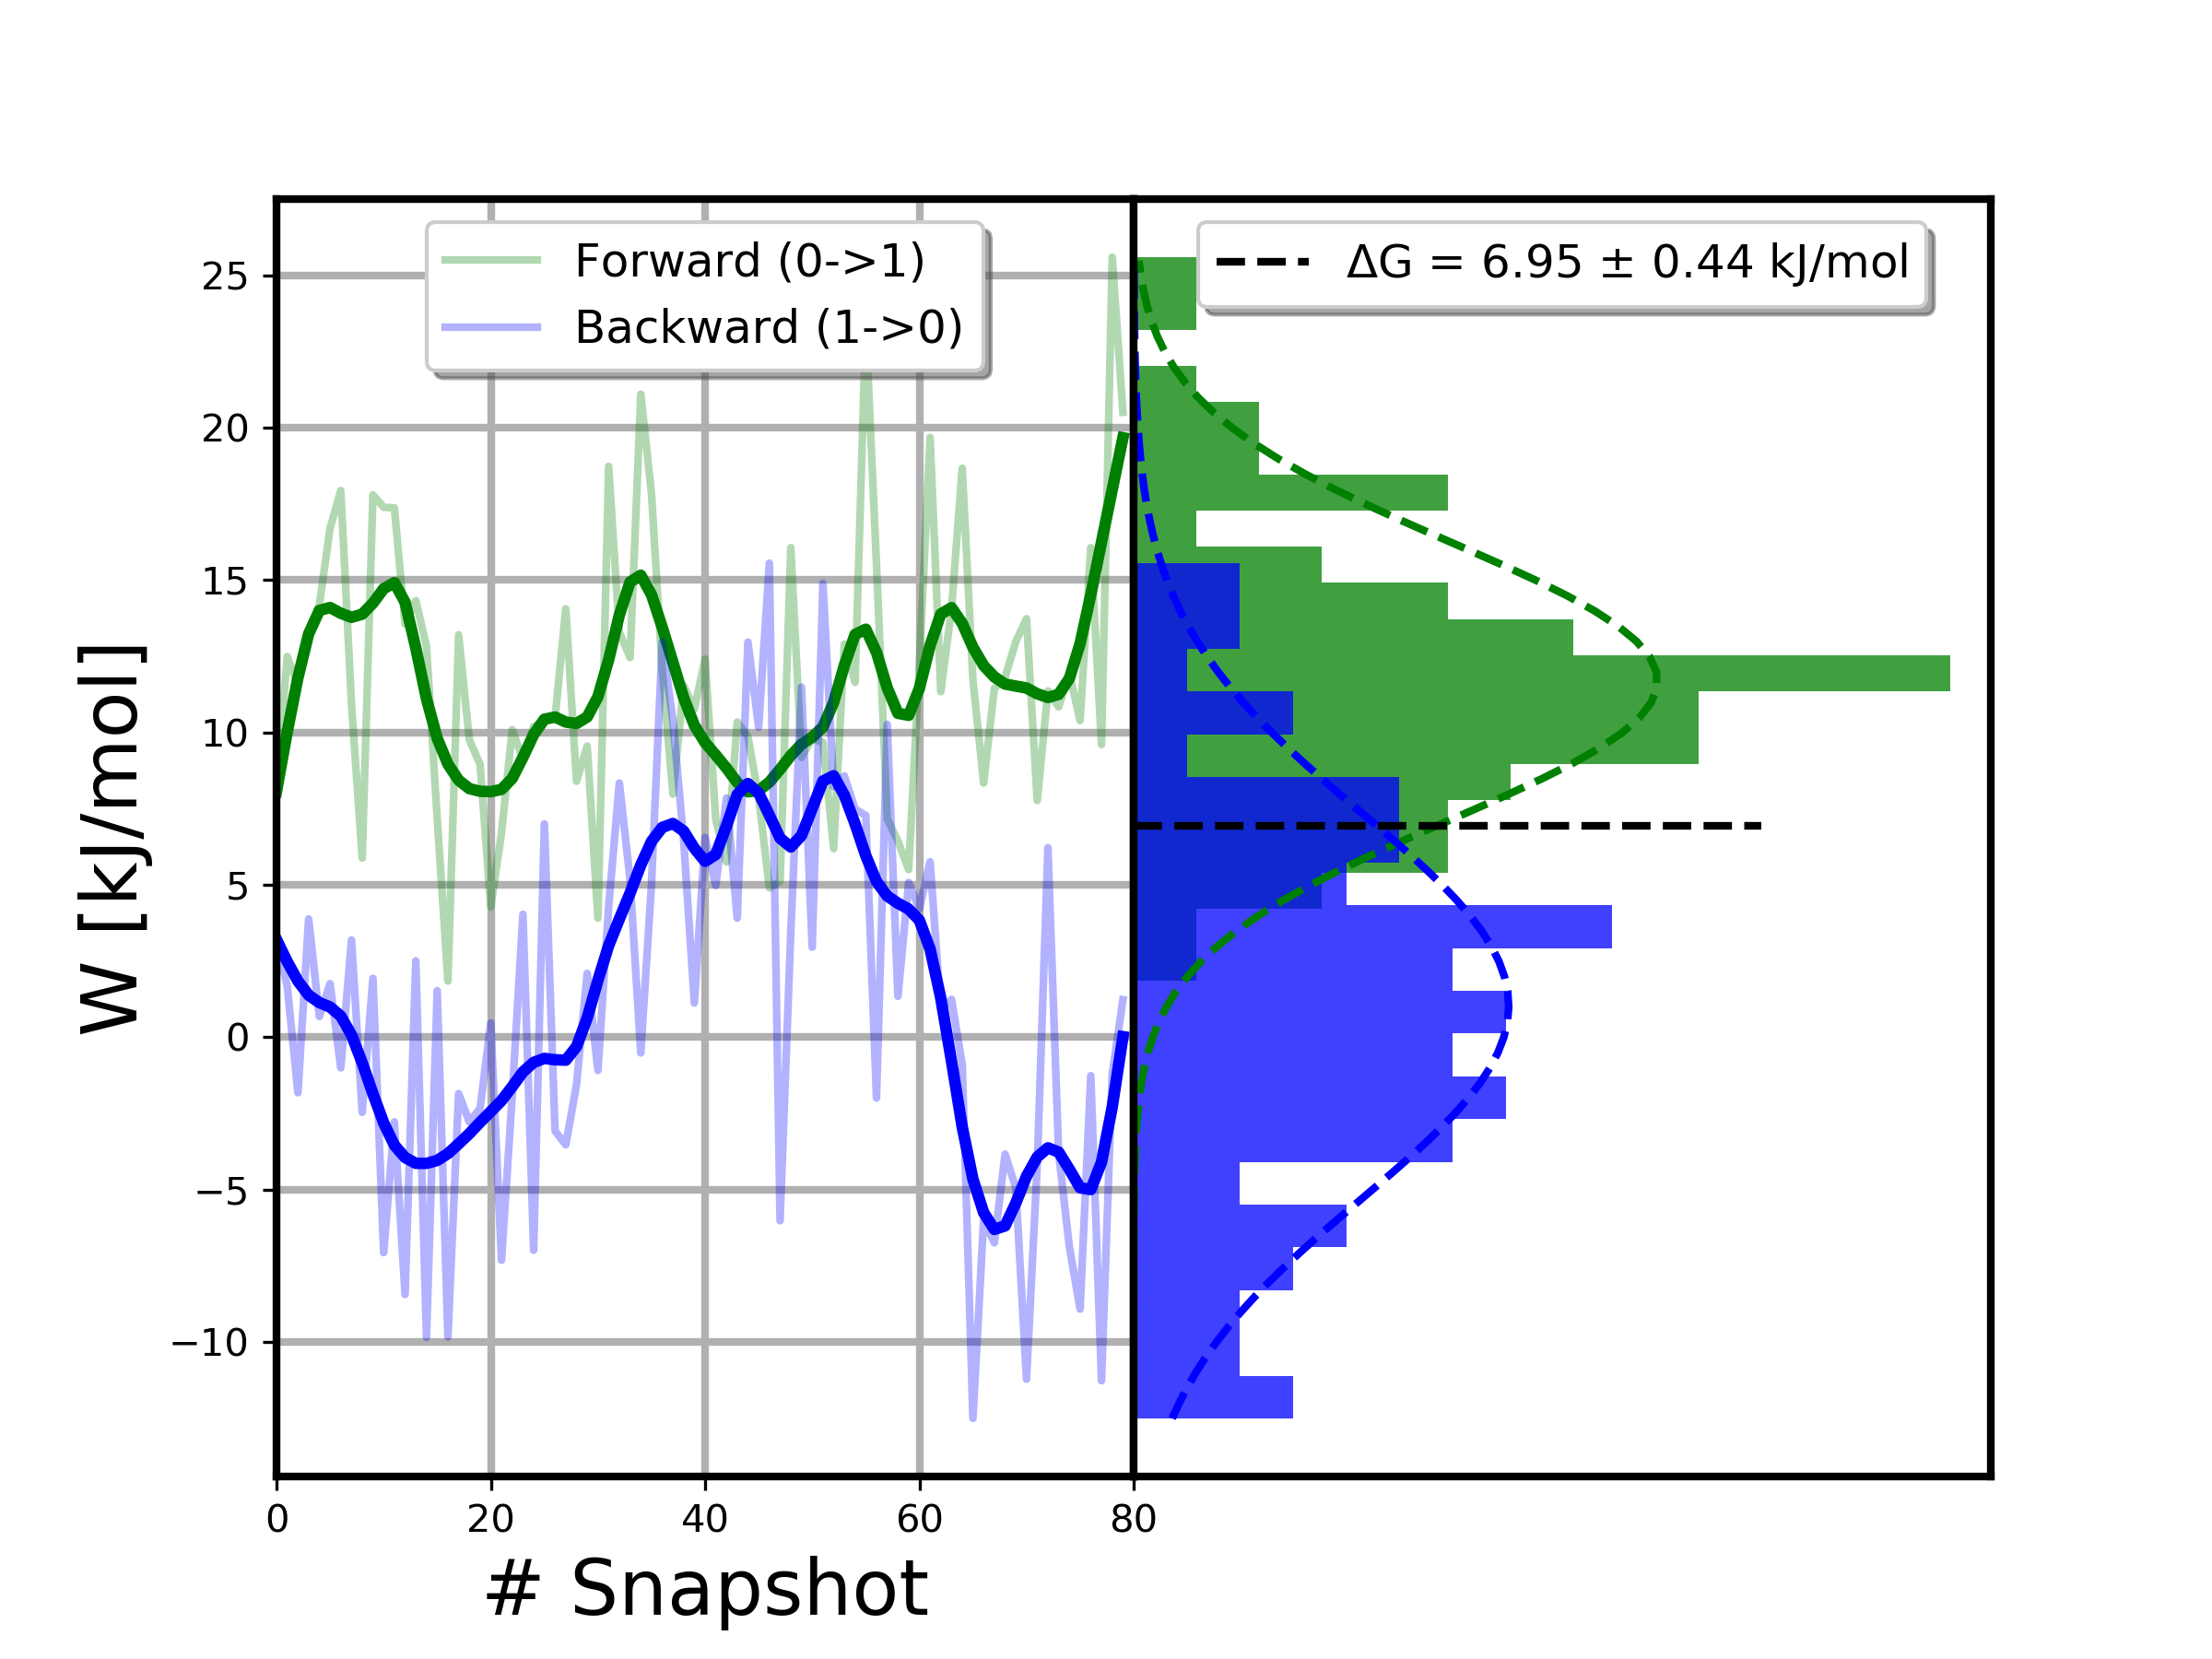 Forward (0->1)
Backward (1->0)
ΔG = 6.95 ± 0.44 kJ/mol
W [kJ/mol]
25
20
15
10
5
0
−5
−10
0 20 40 60 80
# Snapshot